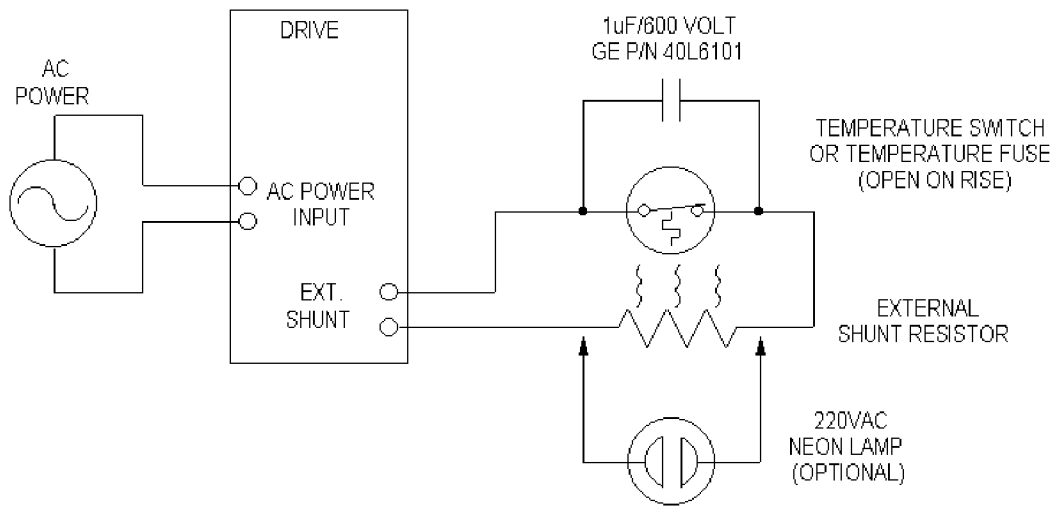 DRIVE
1uF/600 VOLT
GE P/N 40L6101
AC
POWER
TEMPERATURE SWITCH
OR TEMPERATURE FUSE
(OPEN ON RISE)
AC POWER
INPUT
EXT.
SHUNT
EXTERNAL
SHUNT RESISTOR
220VAC
NEON LAMP
(OPTIONAL)